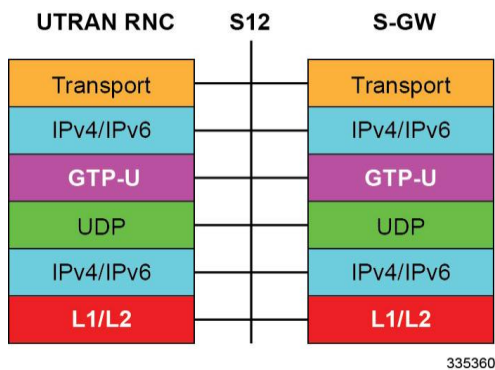 UTRAN RNC S12 S-GW
Transport Transport
IPv4/IPv6 IPv4/IPv6
GTP-U GTP-U
UDP UDP
IPv4/IPv6 IPv4/IPv6
L1/L2 L1/L2
335360